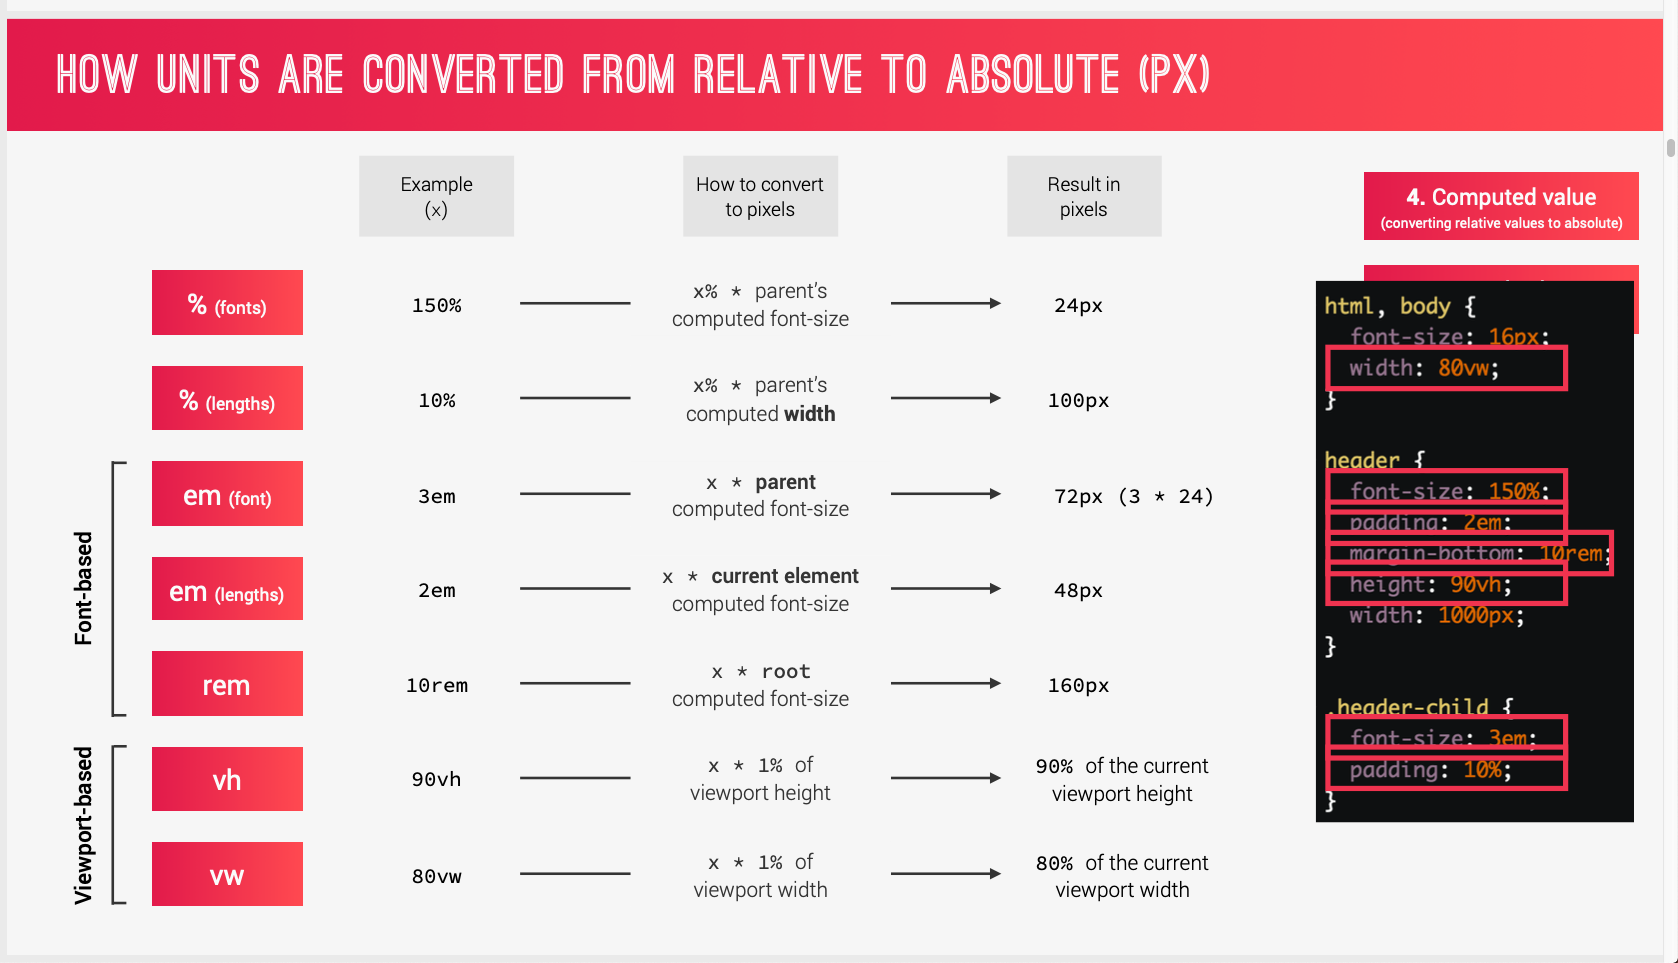 HOW UNITS ARE CONVERTED FROM RELATIVE TO ABSOLUTE (PX)
Example
(x)
How to convert
to pixels
Result in
pixels
4. Computed value
(converting relative values to absolute)
% (fonts)
150%
x% * parent's
computed font-size
24px
% (lengths)
10%
x% * parent's
computed width
100px
Font-based
em (font)
3em
x * parent
computed font-size
72px (3 * 24)
em (lengths)
2em
x * current element
computed font-size
48px
rem
10rem
x * root
computed font-size
160px
Viewport-based
vh
90vh
x * 1% of
viewport height
90% of the current
viewport height
vw
80vw
x * 1% of
viewport width
80% of the current
viewport width
html, body {
font-size: 16px;
width: 80vw;
}
header {
font-size: 150%;
padding: 2em;
margin-bottom: 10rem;
height: 90vh;
width: 1000px;
}
.header-child {
font-size: 3em;
padding: 10%;
}